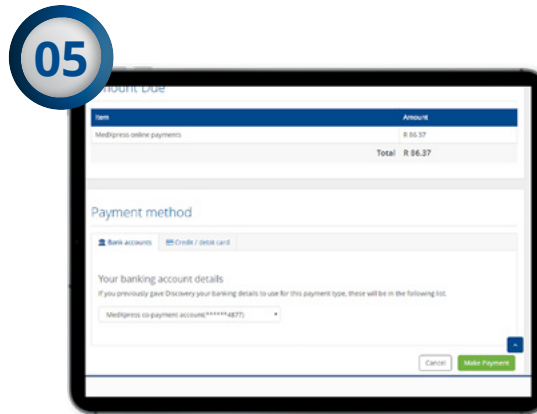 05
Amount Due
Item Amount
MedXpress online payments R 86.37
Total R 86.37
Payment method
Bank accounts Credit / debit card
Your banking account details
If you previously gave Discovery your banking details to use for this payment type, these will be in the following list.
MedXpress co-payment account(******4877)
Cancel Make Payment